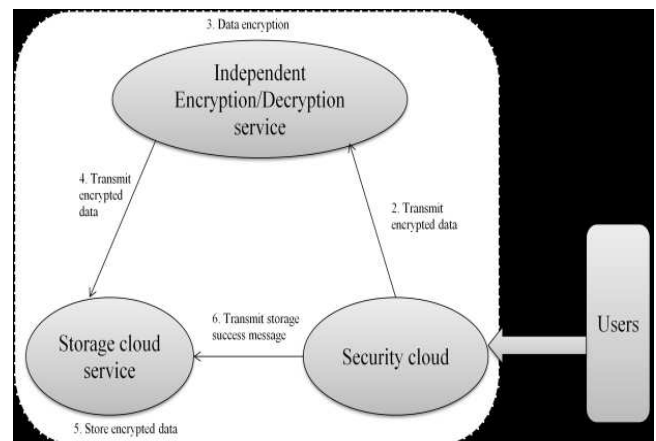 3. Data encryption
Independent
Encryption/Decryption
service
4. Transmit
encrypted
data
2. Transmit
encrypted data
6. Transmit storage
success message
Storage cloud
service
Security cloud
Users
5. Store encrypted data